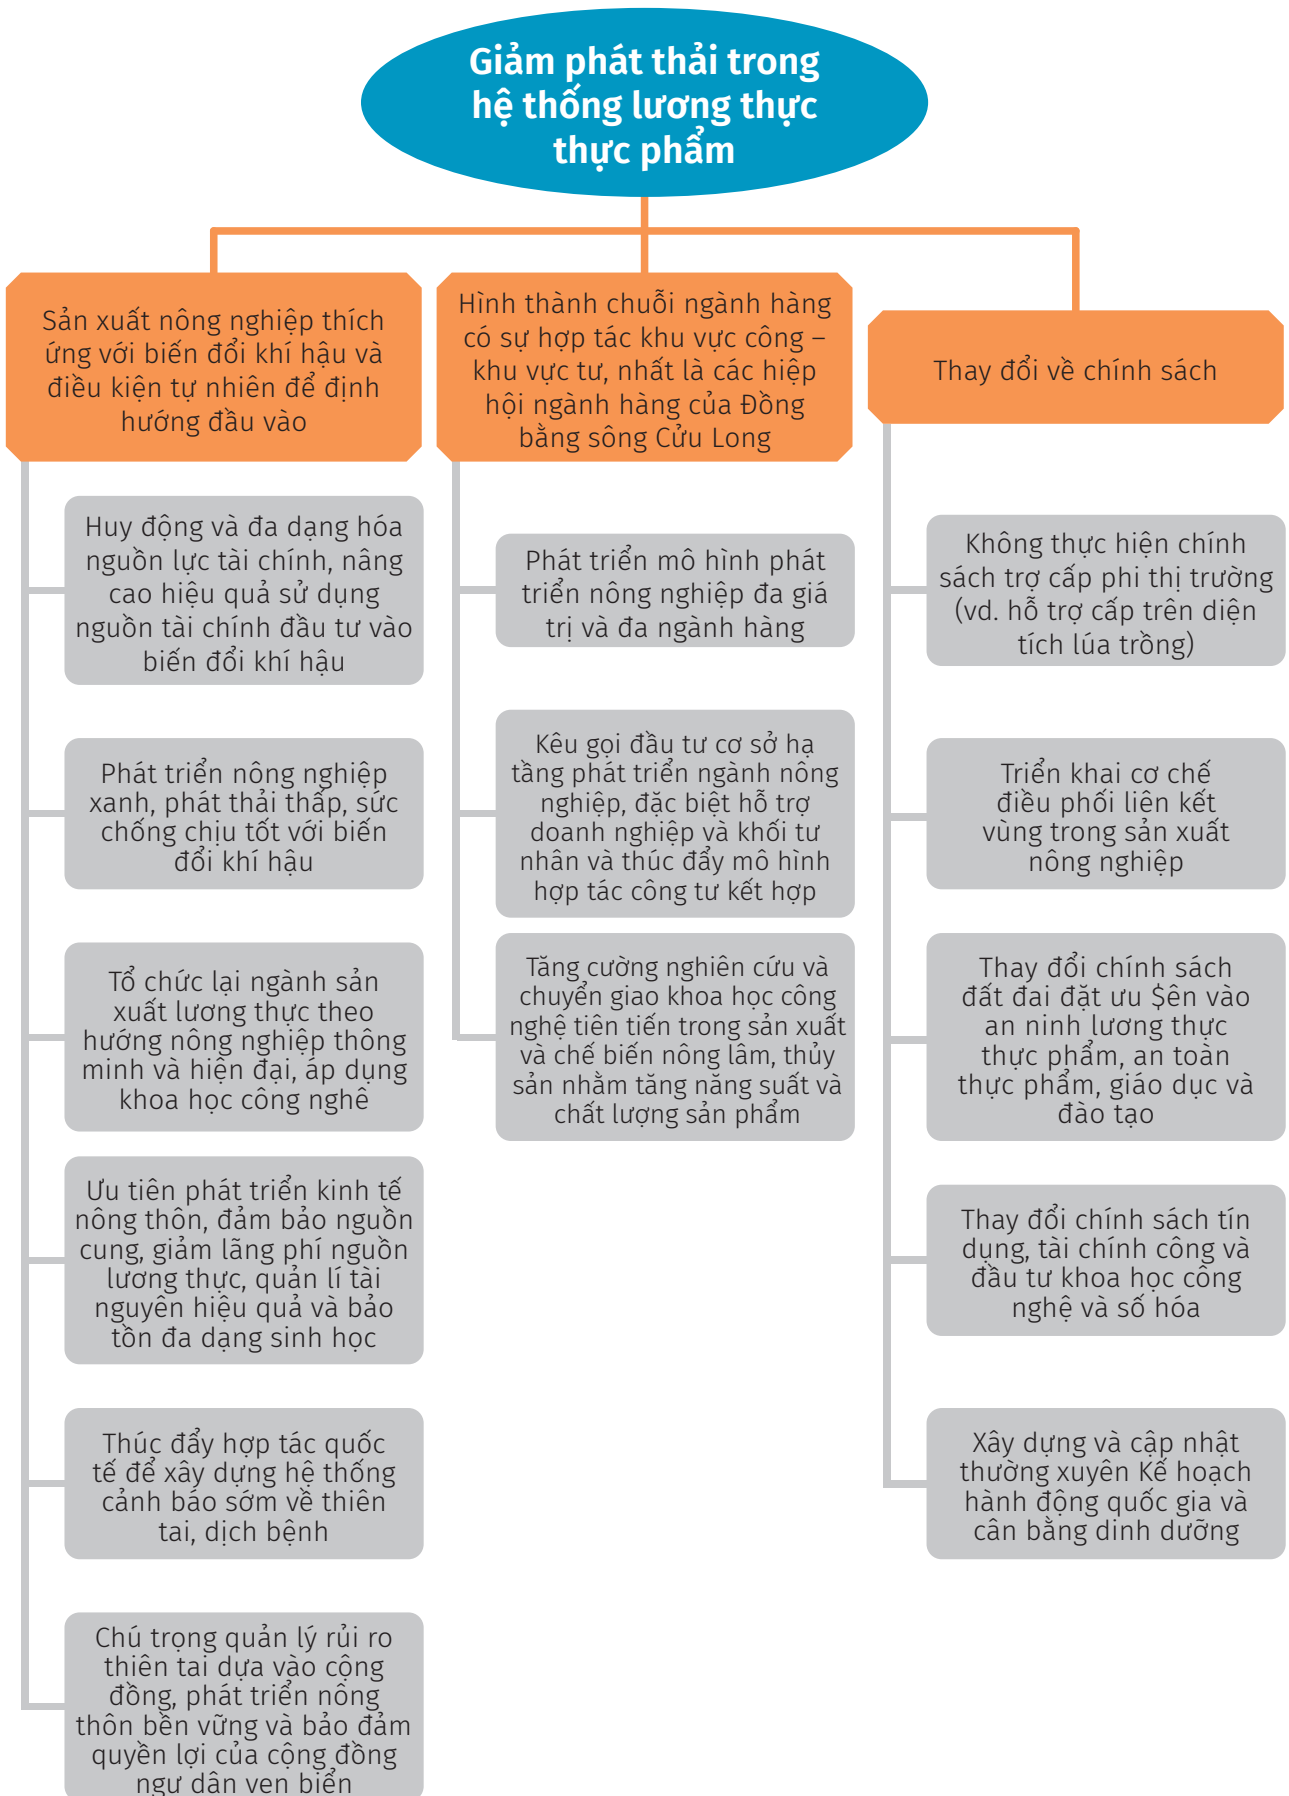 Giảm phát thải trong
hệ thống lương thực
thực phẩm
Sản xuất nông nghiệp thích
ứng với biến đổi khí hậu và
điều kiện tự nhiên để định
hướng đầu vào
Huy động và đa dạng hóa
nguồn lực tài chính, nâng
cao hiệu quả sử dụng
nguồn tài chính đầu tư vào
biến đổi khí hậu
Phát triển nông nghiệp
xanh, phát thải thấp, sức
chống chịu tốt với biến
đổi khí hậu
Tổ chức lại ngành sản
xuất lương thực theo
hướng nông nghiệp thông
minh và hiện đại, áp dụng
khoa học công nghê
Ưu tiên phát triển kinh tế
nông thôn, đảm bảo nguồn
cung, giảm lãng phí nguồn
lương thực, quản lí tài
nguyên hiệu quả và bảo
tồn đa dạng sinh học
Thúc đẩy hợp tác quốc
tế để xây dựng hệ thống
cảnh báo sớm về thiên
tai, dịch bệnh
Chú trọng quản lý rủi ro
thiên tai dựa vào cộng
đồng, phát triển nông
thôn bền vững và bảo đảm
quyền lợi của cộng đồng
ngư dân ven biển
Hình thành chuỗi ngành hàng
có sự hợp tác khu vực công –
khu vực tư, nhất là các hiệp
hội ngành hàng của Đồng
bằng sông Cửu Long
Phát triển mô hình phát
triển nông nghiệp đa giá
trị và đa ngành hàng
Kêu gọi đầu tư cơ sở hạ
tầng phát triển ngành nông
nghiệp, đặc biệt hỗ trợ
doanh nghiệp và khối tư
nhân và thúc đẩy mô hình
hợp tác công tư kết hợp
Tăng cường nghiên cứu và
chuyển giao khoa học công
nghệ tiên tiến trong sản xuất
và chế biến nông lâm, thủy
sản nhằm tăng năng suất và
chất lượng sản phẩm
Thay đổi về chính sách
Không thực hiện chính
sách trợ cấp phi thị trường
(vd. hỗ trợ cấp trên diện
tích lúa trồng)
Triển khai cơ chế
điều phối liên kết
vùng trong sản xuất
nông nghiệp
Thay đổi chính sách
đất đai đặt ưu $ên vào
an ninh lương thực
thực phẩm, an toàn
thực phẩm, giáo dục và
đào tạo
Thay đổi chính sách tín
dụng, tài chính công và
đầu tư khoa học công
nghệ và số hóa
Xây dựng và cập nhật
thường xuyên Kế hoạch
hành động quốc gia và
cân bằng dinh dưỡng